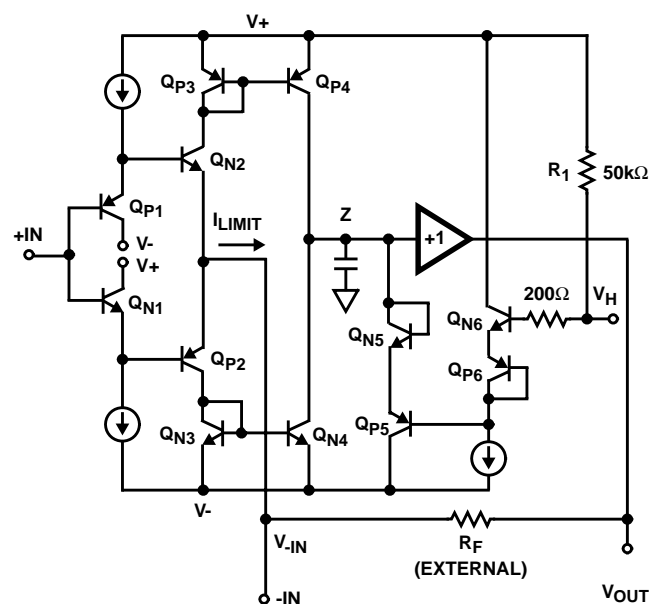 V+
QP3
QP4
QN2
R1
50kΩ
QP1
ILIMIT
Z
+1
+IN
V-
V+
200Ω
VH
QN1
QN5
QN6
QP2
QP6
QN3
QN4
QP5
V-
V-IN
RF
(EXTERNAL)
-IN
VOUT